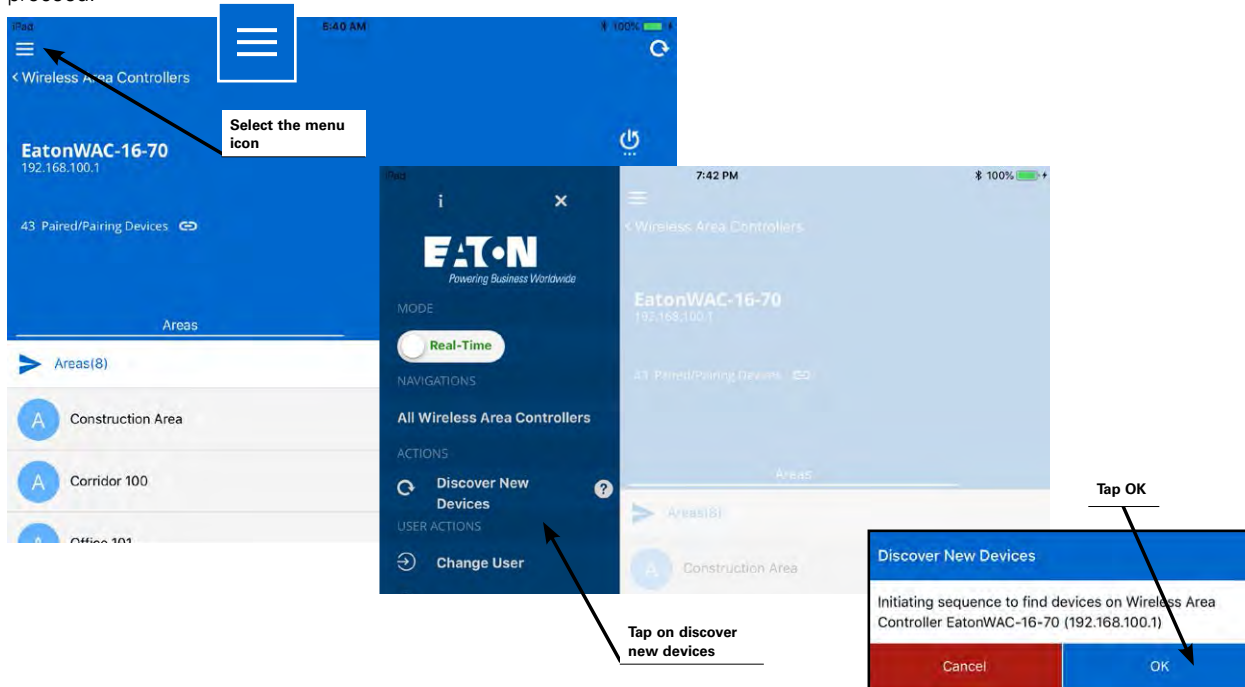 proceed.
iPad
6:40 AM
100%
< Wireless Area Controllers
Select the menu
icon
EatonWAC-16-70
192.168.100.1
43 Paired/Pairing Devices
Areas
Areas(8)
A
Construction Area
A
Corridor 100
Office 101
iPad
7:42 PM
100%
i
EATON
Powering Business Worldwide
MODE
Real-Time
NAVIGATIONS
All Wireless Area Controllers
ACTIONS
Discover New
Devices
?
USER ACTIONS
Change User
< Wireless Area Controllers
EatonWAC-16-70
192.168.100.1
43 Paired/Pairing Devices
Areas
Areas(8)
A
Construction Area
Tap on discover
new devices
Tap OK
Discover New Devices
Initiating sequence to find devices on Wireless Area
Controller EatonWAC-16-70 (192.168.100.1)
Cancel
OK